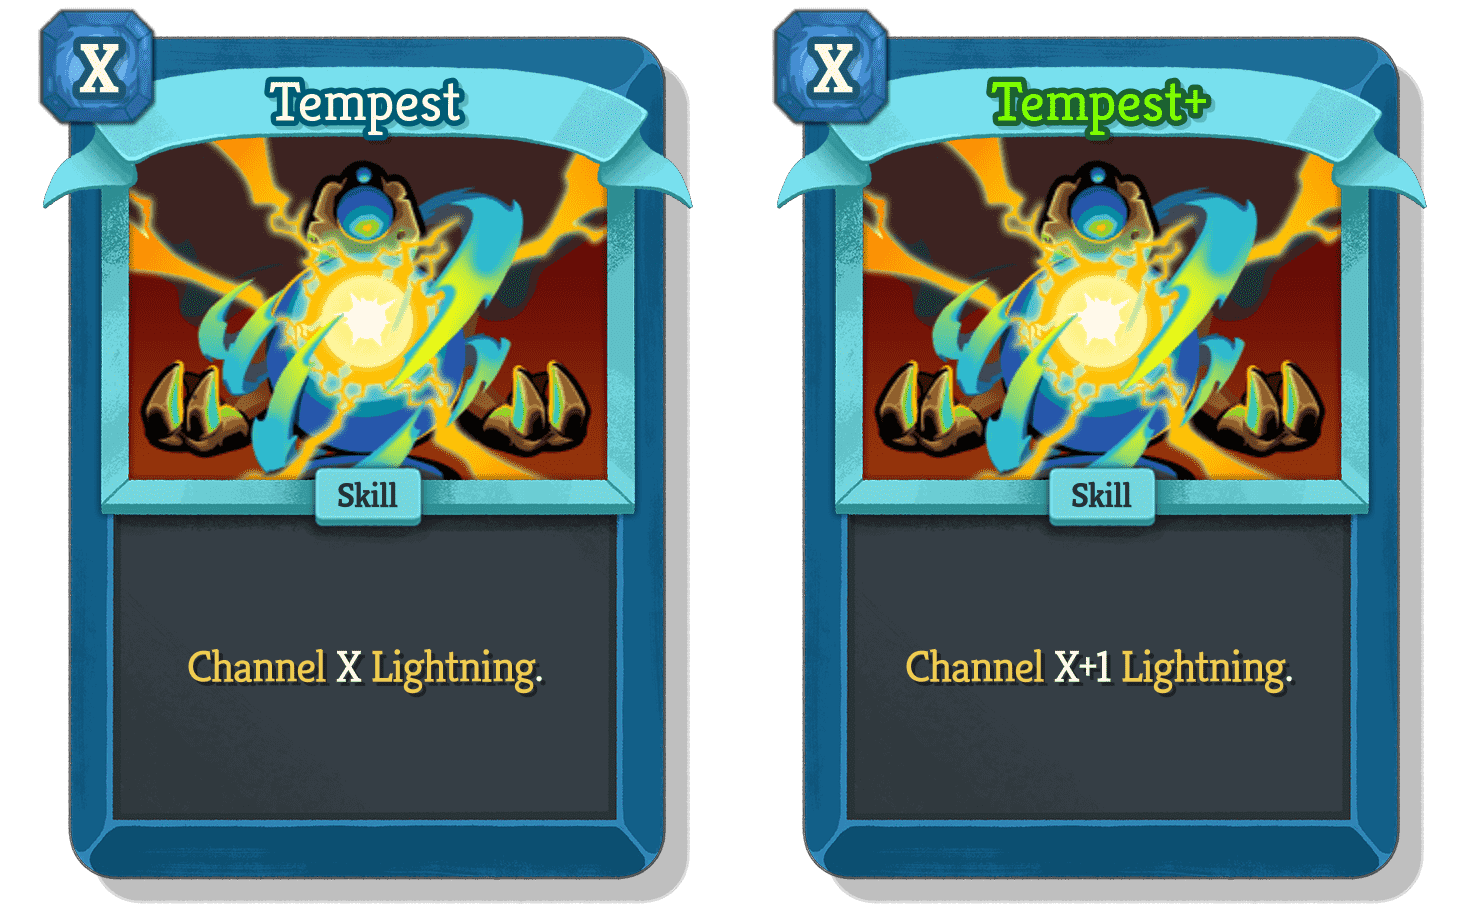 X
Tempest
Skill
Channel X Lightning.
X
Tempest+
Skill
Channel X+1 Lightning.